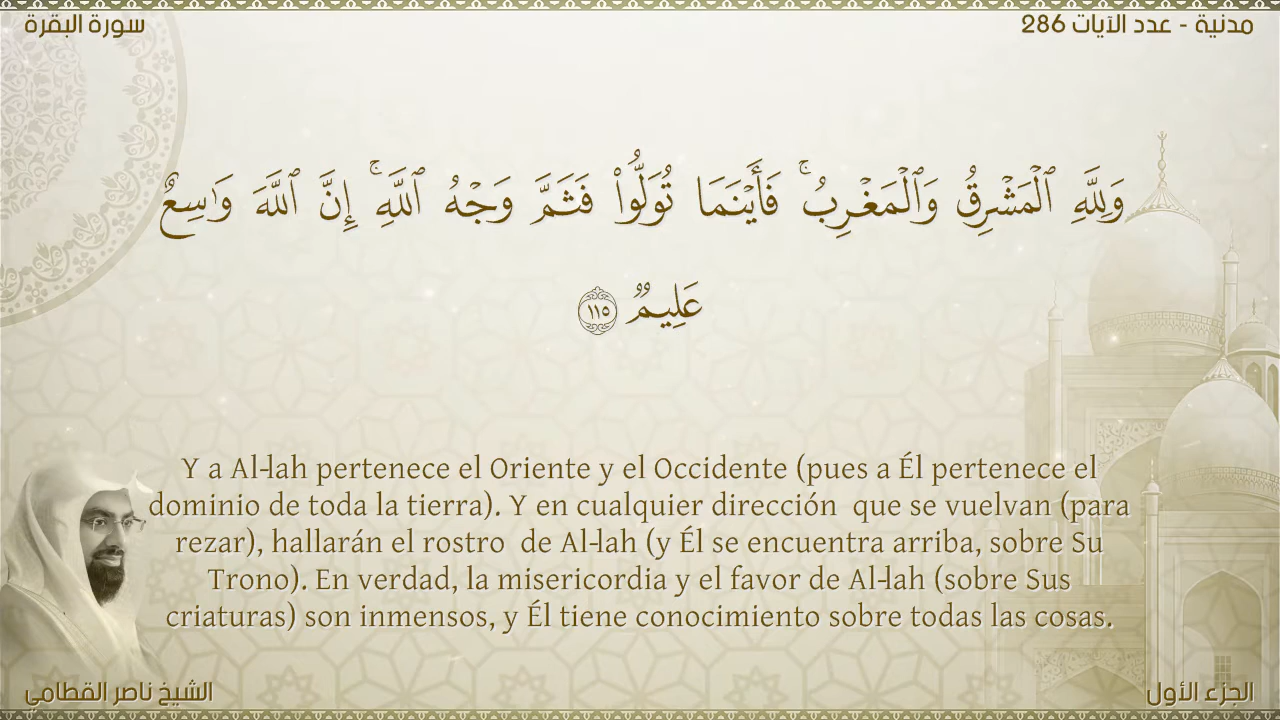 سورة البقرة
مدنية - عدد الآيات 286
وَلِلَّهِ ٱلْمَشْرِقُ وَٱلْمَغْرِبُ ۚ فَأَيْنَمَا تُوَلُّوا۟ فَثَمَّ وَجْهُ ٱللَّهِ ۚ إِنَّ ٱللَّهَ وَٰسِعٌ
عَلِيمٌ ١١٥
Y a Al-lah pertenece el Oriente y el Occidente (pues a Él pertenece el
dominio de toda la tierra). Y en cualquier dirección  que se vuelvan (para
rezar), hallarán el rostro  de Al-lah (y Él se encuentra arriba, sobre Su
Trono). En verdad, la misericordia y el favor de Al-lah (sobre Sus
criaturas) son inmensos, y Él tiene conocimiento sobre todas las cosas.
الشيخ ناصر القطامي
الجزء الأول